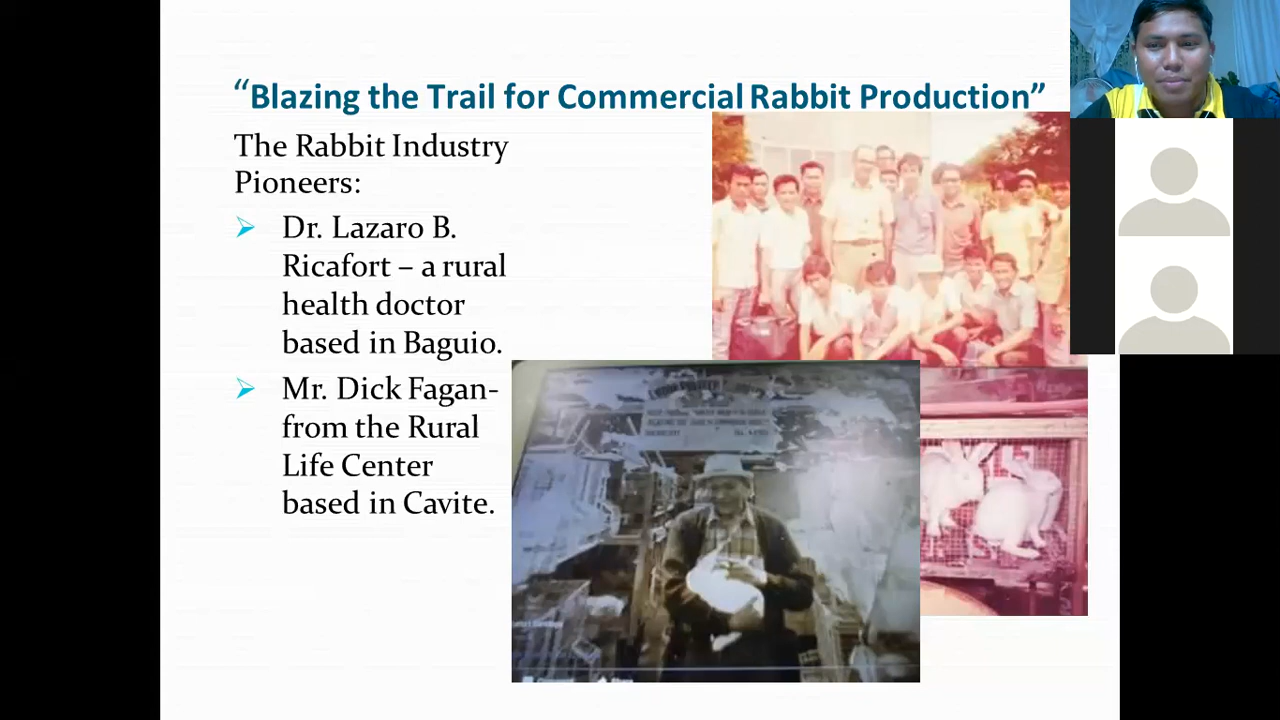 “Blazing the Trail for Commercial Rabbit Production”
The Rabbit Industry
Pioneers:
Dr. Lazaro B.
Ricafort – a rural
health doctor
based in Baguio.
Mr. Dick Fagan-
from the Rural
Life Center
based in Cavite.